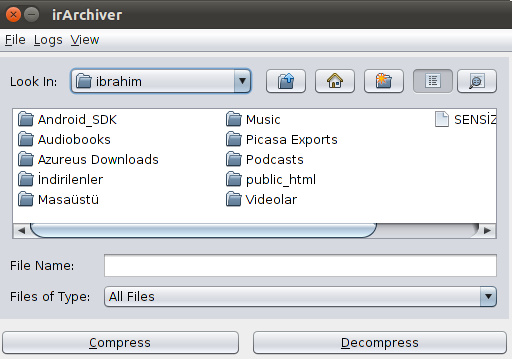 irArchiver
File Logs View
Look In: ibrahim
Android_SDK Music SENSİZ
Audiobooks Picasa Exports
Azureus Downloads Podcasts
İndirilenler public_html
Masaüstü Videolar
File Name:
Files of Type: All Files
Compress Decompress